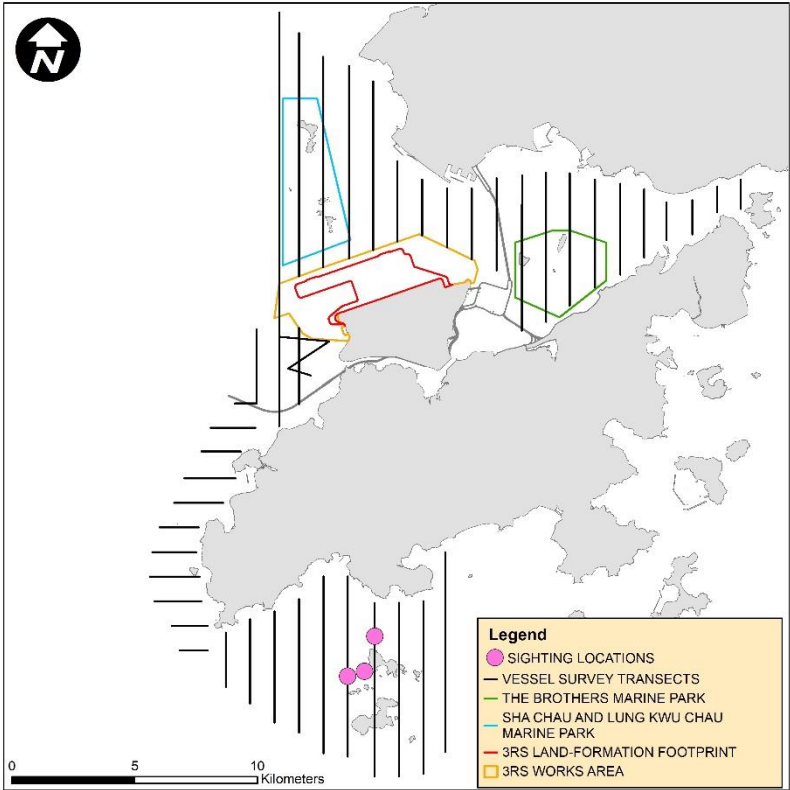 N
0 5 10
Kilometers
Legend
SIGHTING LOCATIONS
VESSEL SURVEY TRANSECTS
THE BROTHERS MARINE PARK
SHA CHAU AND LUNG KWU CHAU
MARINE PARK
3RS LAND-FORMATION FOOTPRINT
3RS WORKS AREA